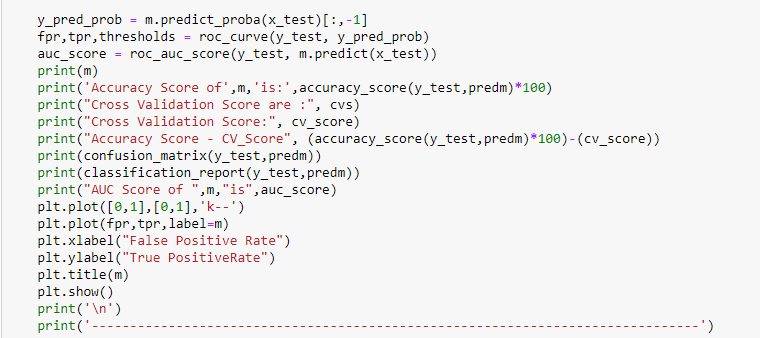 y_pred_prob = m.predict_proba(x_test)[:,-1]
fpr,tpr,thresholds = roc_curve(y_test, y_pred_prob)
auc_score = roc_auc_score(y_test, m.predict(x_test))
print(m)
print('Accuracy Score of',m,'is:',accuracy_score(y_test,predm)*100)
print("Cross Validation Score are :", cvs)
print("Cross Validation Score:", cv_score)
print("Accuracy Score - CV_Score", (accuracy_score(y_test,predm)*100)-(cv_score))
print(confusion_matrix(y_test,predm))
print(classification_report(y_test,predm))
print("AUC Score of ",m,"is",auc_score)
plt.plot([0,1],[0,1],'k--')
plt.plot(fpr,tpr,label=m)
plt.xlabel("False Positive Rate")
plt.ylabel("True PositiveRate")
plt.title(m)
plt.show()
print('\n')
print('-------------------------------------------------------------------------------')